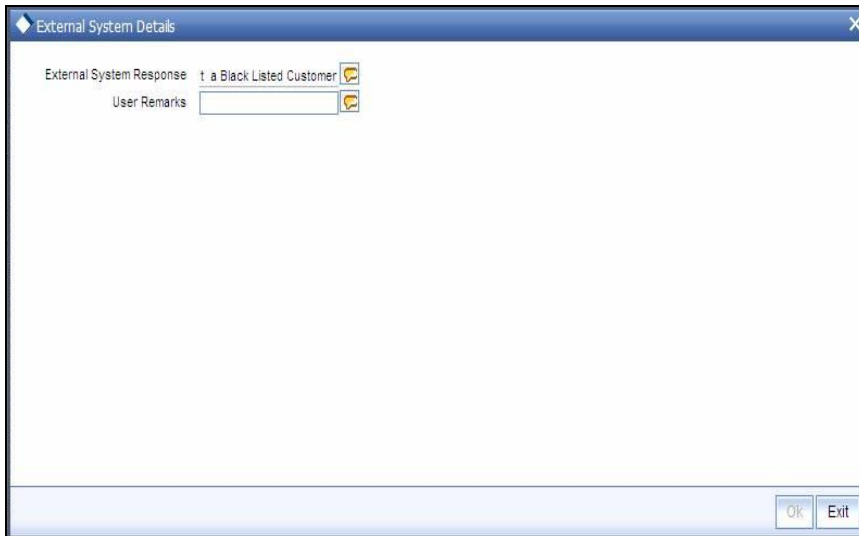 External System Details
External System Response t a Black Listed Customer
User Remarks
Ok Exit